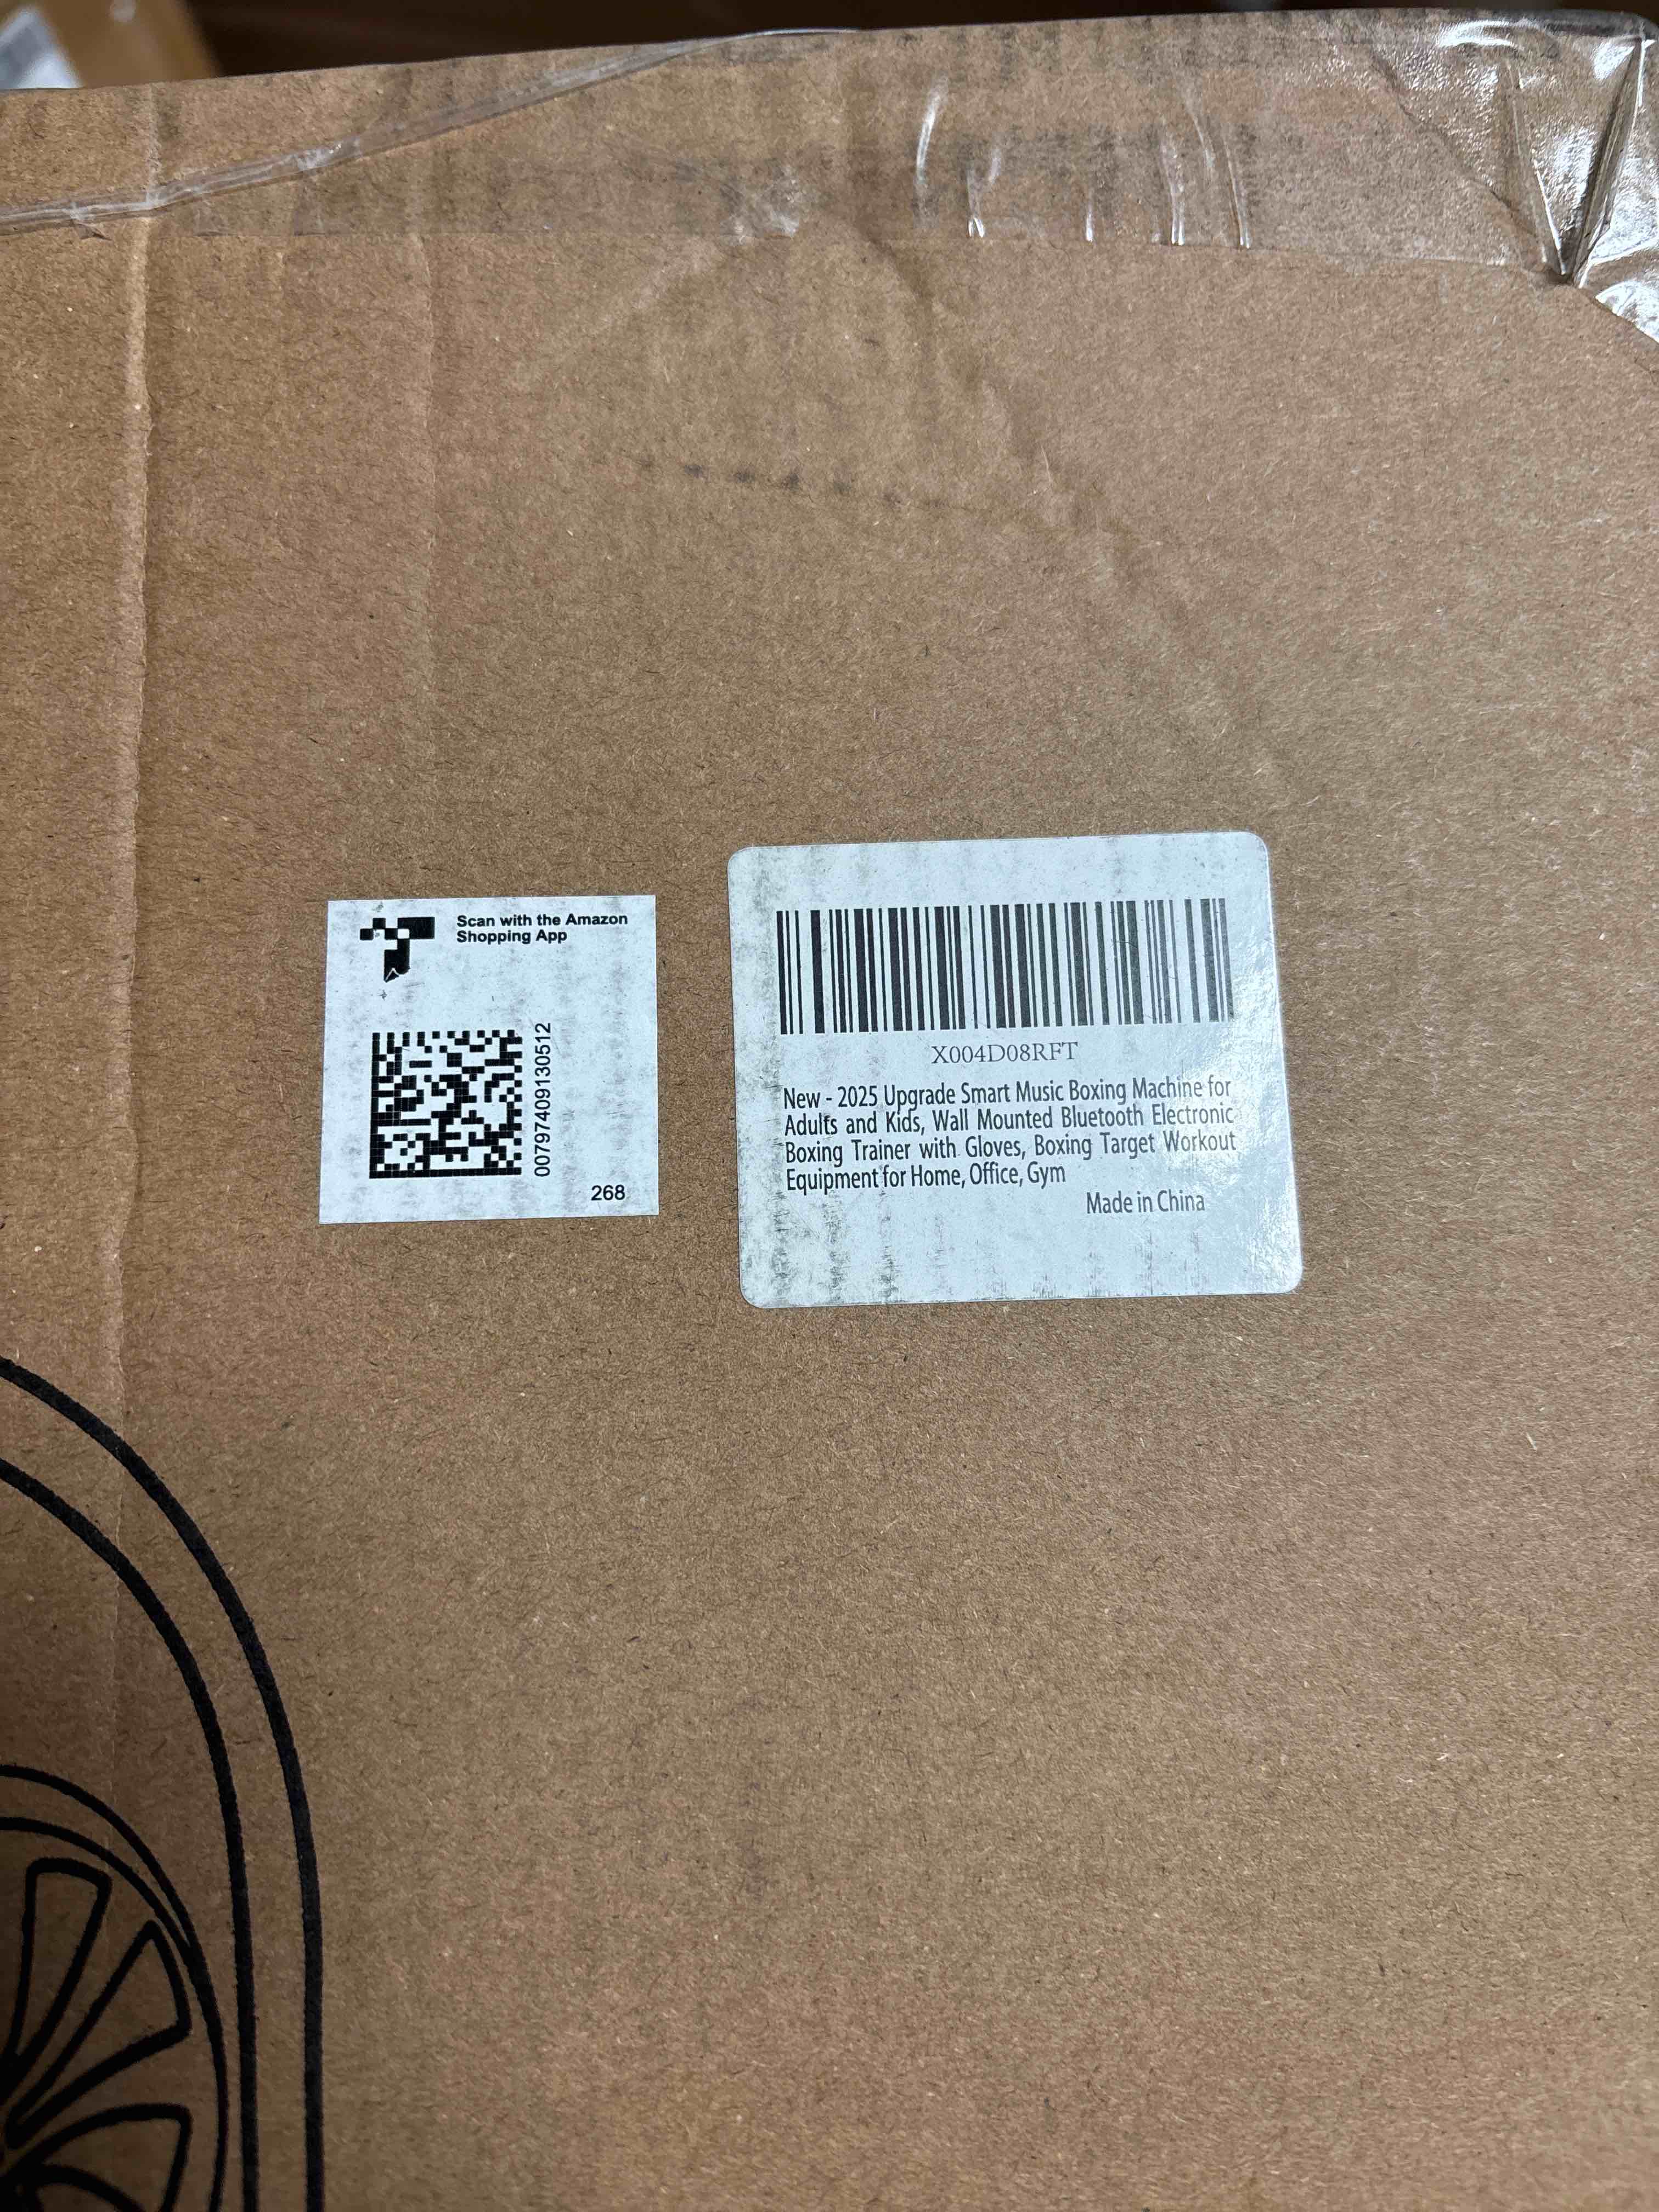 Scan with the Amazon
Shopping App
00797409130512
268
X004D08RFT
New - 2025 Upgrade Smart Music Boxing Machine for
Adults and Kids, Wall Mounted Bluetooth Electronic
Boxing Trainer with Gloves, Boxing Target Workout
Equipment for Home, Office, Gym
Made in China